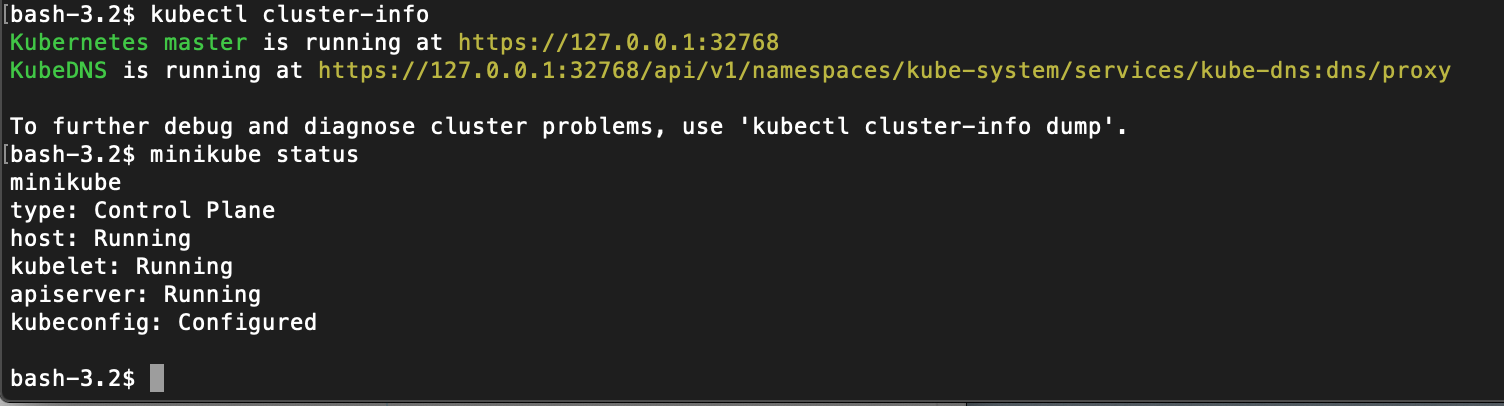 [bash-3.2$ kubectl cluster-info
Kubernetes master is running at https://127.0.0.1:32768
KubeDNS is running at https://127.0.0.1:32768/api/v1/namespaces/kube-system/services/kube-dns:dns/proxy
To further debug and diagnose cluster problems, use 'kubectl cluster-info dump'.
[bash-3.2$ minikube status
minikube
type: Control Plane
host: Running
kubelet: Running
apiserver: Running
kubeconfig: Configured
bash-3.2$